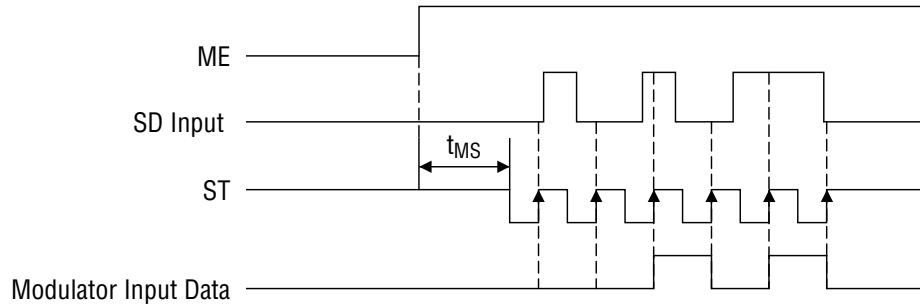 ME
SD Input
tMS
ST
Modulator Input Data